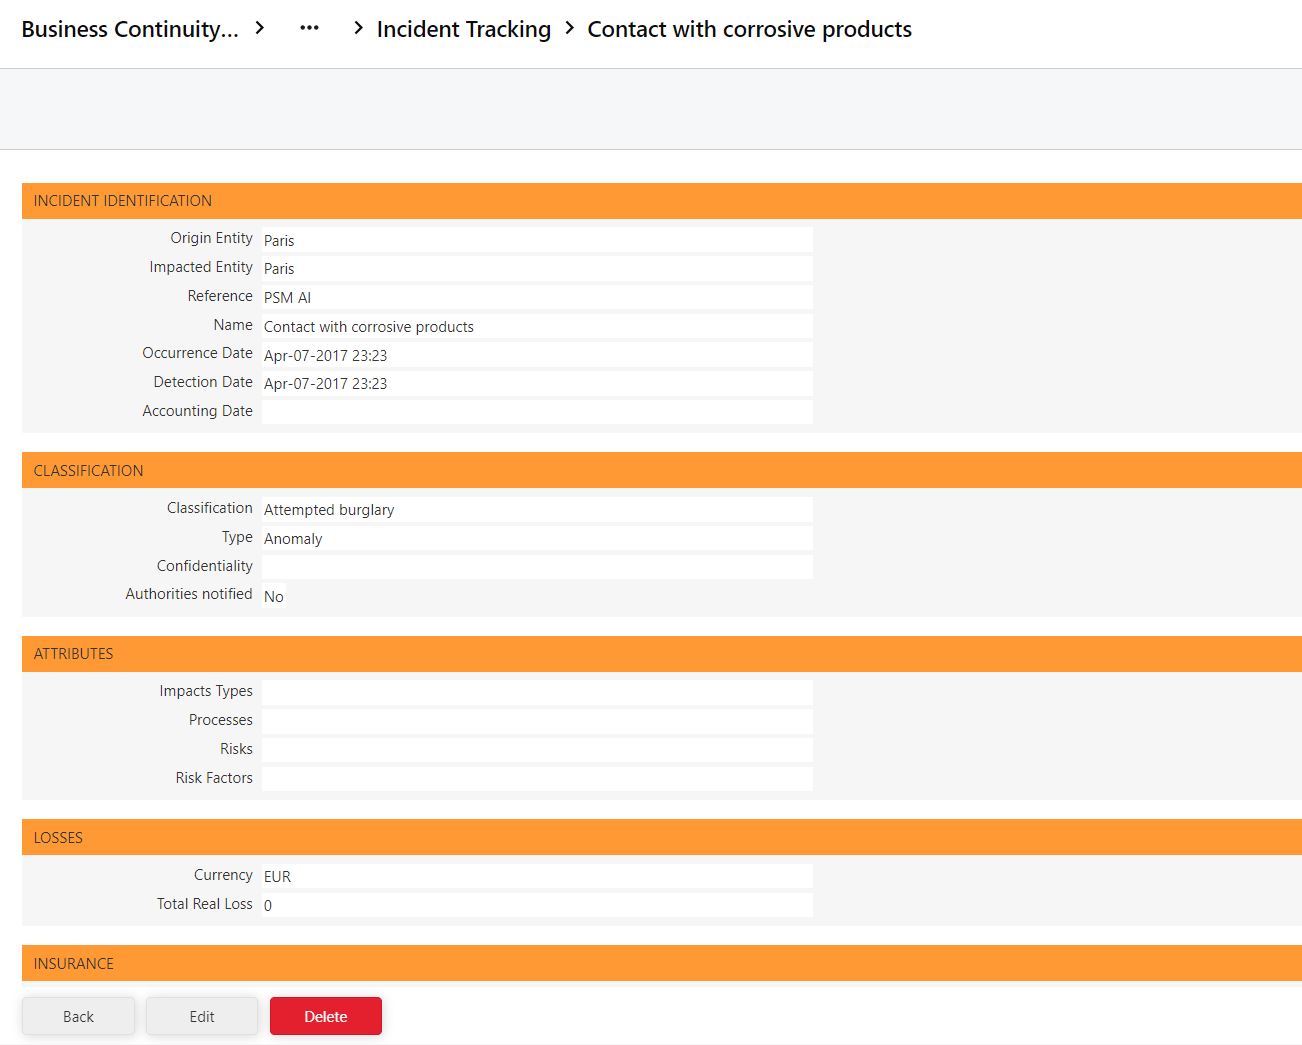 Business Continuity... > ... > Incident Tracking > Contact with corrosive products
INCIDENT IDENTIFICATION
Origin Entity Paris
Impacted Entity Paris
Reference PSM AI
Name Contact with corrosive products
Occurrence Date Apr-07-2017 23:23
Detection Date Apr-07-2017 23:23
Accounting Date
CLASSIFICATION
Classification Attempted burglary
Type Anomaly
Confidentiality
Authorities notified No
ATTRIBUTES
Impacts Types
Processes
Risks
Risk Factors
LOSSES
Currency EUR
Total Real Loss 0
INSURANCE
Back Edit Delete